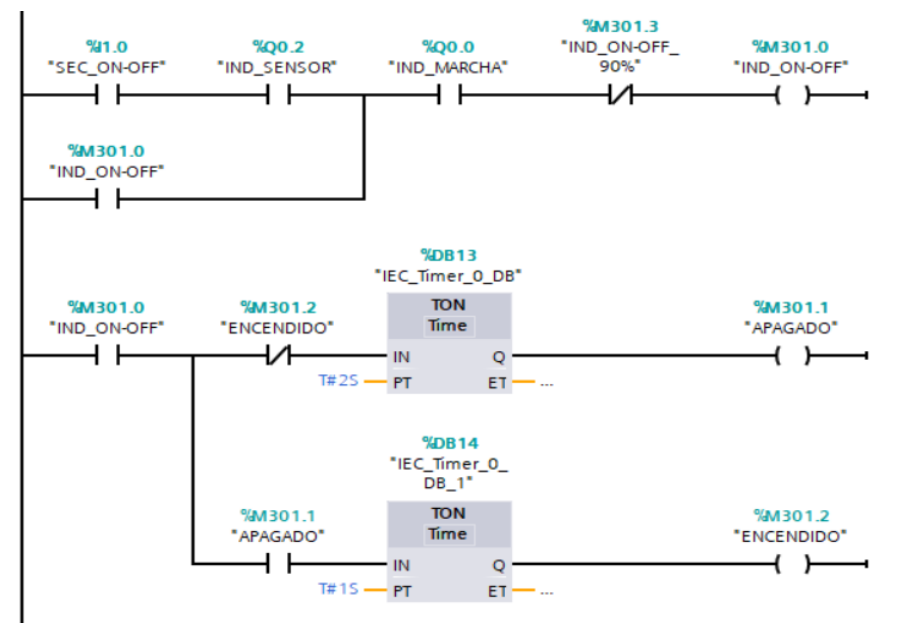 %I1.0
"SEC_ON-OFF"
%Q0.2
"IND_SENSOR"
%Q0.0
"IND_MARCHA"
%M301.3
"IND_ON-OFF_
90%"
%M301.0
"IND_ON-OFF"
%M301.0
"IND_ON-OFF"
%DB13
"IEC_Timer_0_DB"
%M301.0
"IND_ON-OFF"
%M301.2
"ENCENDIDO"
TON
Time
IN
Q
T#2S
PT
ET
...
%M301.1
"APAGADO"
%DB14
"IEC_Timer_0_
DB_1"
%M301.1
"APAGADO"
TON
Time
IN
Q
T#1S
PT
ET
...
%M301.2
"ENCENDIDO"